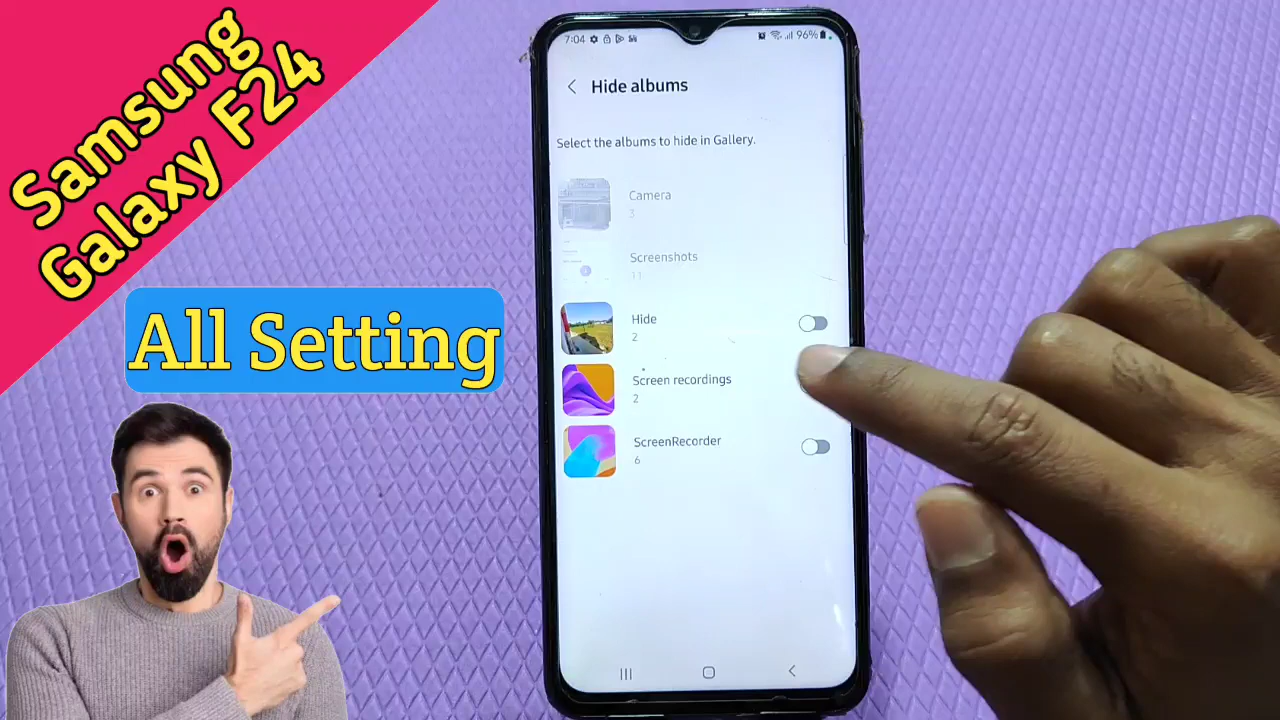 Samsung
Galaxy F24
All Setting
7:04
96%
Hide albums
Select the albums to hide in Gallery.
Camera
3
Screenshots
11
Hide
2
Screen recordings
2
ScreenRecorder
6